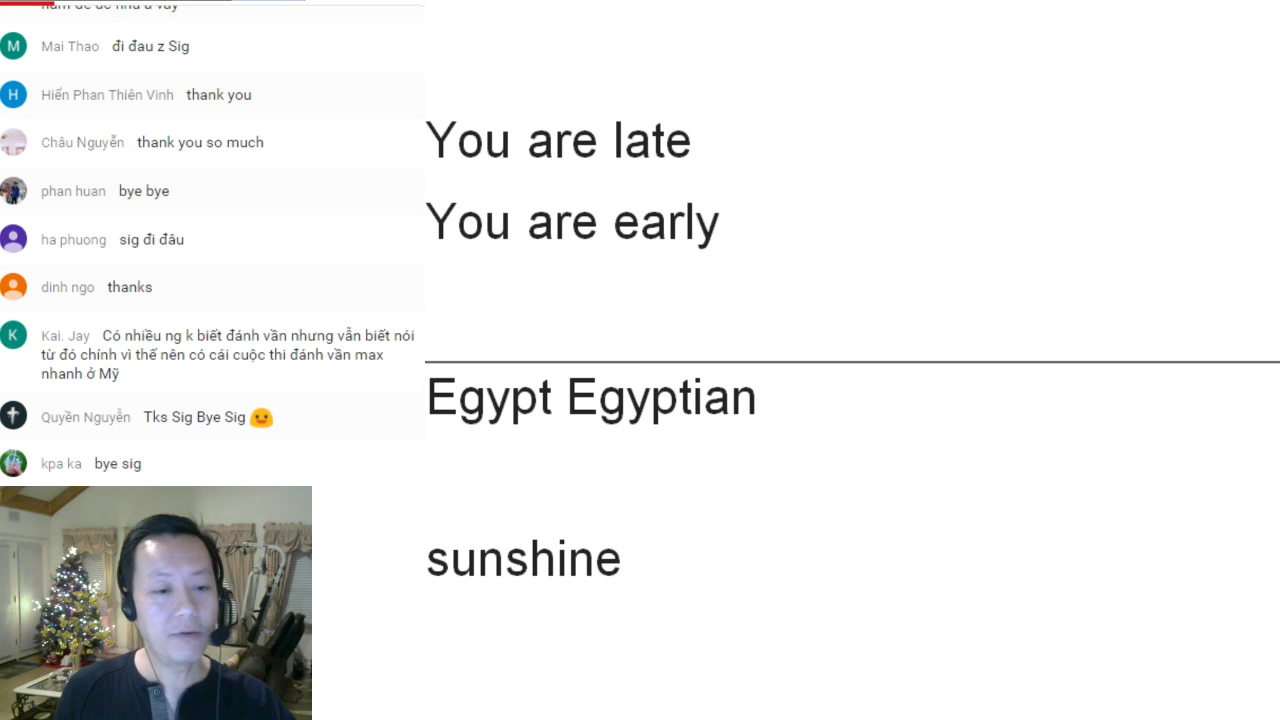 Mai Thao đi đau z Sig
Hiển Phan Thiên Vinh thank you
Châu Nguyễn thank you so much
phan huan bye bye
ha phuong sig đi đâu
dinh ngo thanks
Kai. Jay Có nhiều ng k biết đánh vần nhưng vẫn biết nói
từ đó chính vì thế nên có cái cuộc thi đánh vần max
nhanh ở Mỹ
Quyền Nguyễn Tks Sig Bye Sig
kpa ka bye sig
You are late
You are early
Egypt Egyptian
sunshine